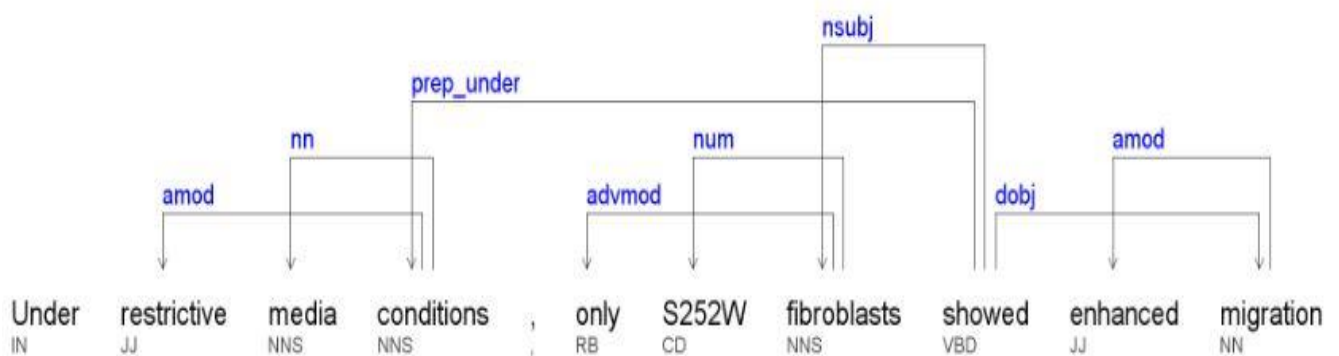 nsubj
prep_under
nn num amod
amod advmod dobj
Under restrictive media conditions , only S252W fibroblasts showed enhanced migration
IN JJ NNS NNS , RB CD NNS VBD JJ NN